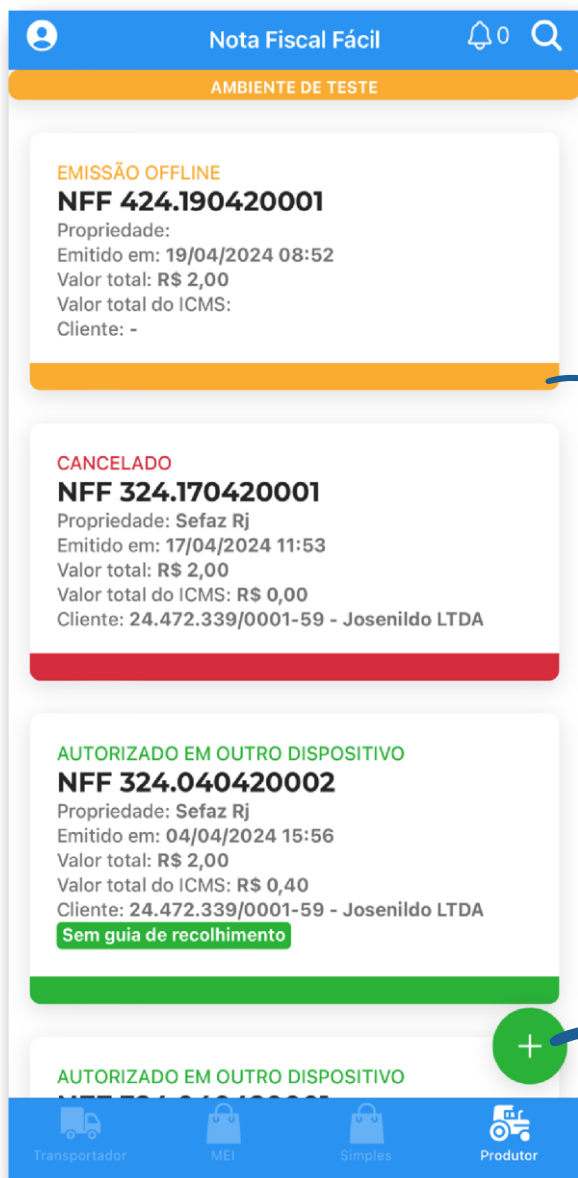 Nota Fiscal Fácil
0
AMBIENTE DE TESTE
EMISSÃO OFFLINE
NFF 424.190420001
Propriedade:
Emitido em: 19/04/2024 08:52
Valor total: R$ 2,00
Valor total do ICMS:
Cliente: -
CANCELADO
NFF 324.170420001
Propriedade: Sefaz Rj
Emitido em: 17/04/2024 11:53
Valor total: R$ 2,00
Valor total do ICMS: R$ 0,00
Cliente: 24.472.339/0001-59 - Josenildo LTDA
AUTORIZADO EM OUTRO DISPOSITIVO
NFF 324.040420002
Propriedade: Sefaz Rj
Emitido em: 04/04/2024 15:56
Valor total: R$ 2,00
Valor total do ICMS: R$ 0,40
Cliente: 24.472.339/0001-59 - Josenildo LTDA
Sem guia de recolhimento
+
AUTORIZADO EM OUTRO DISPOSITIVO
Transportador MEI Simples Produtor